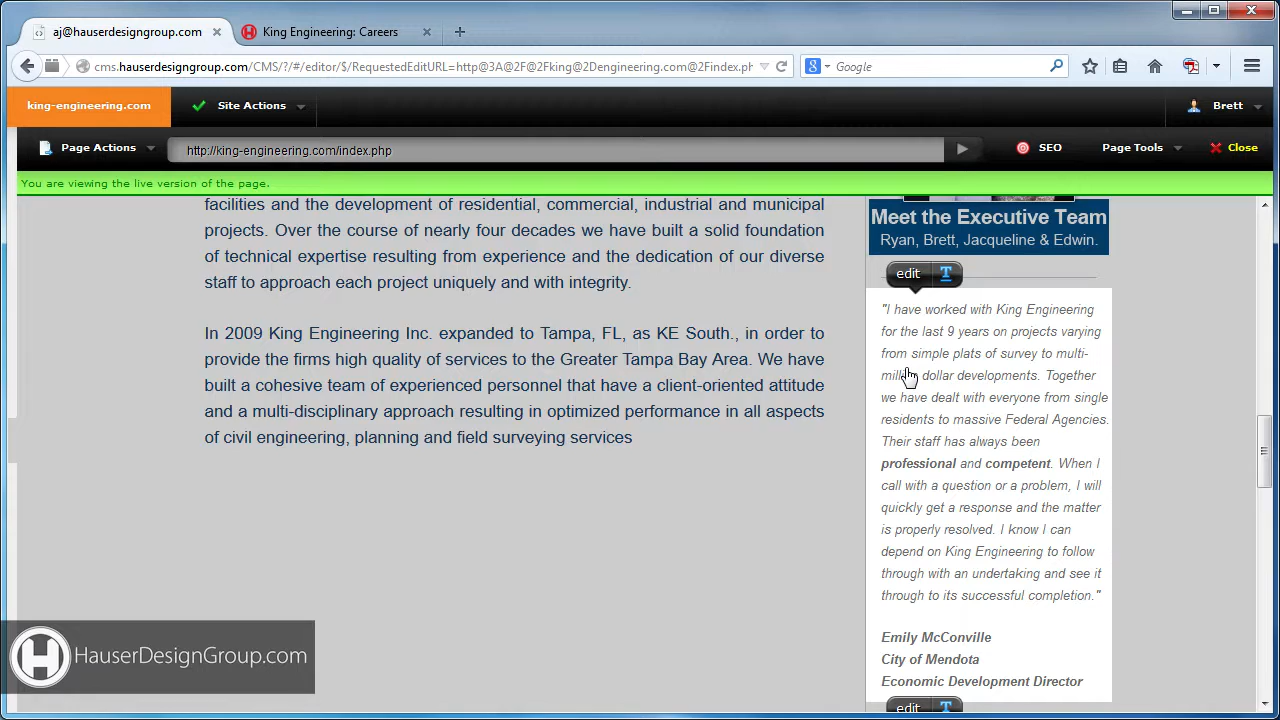 aj@hauserdesigngroup.com
King Engineering: Careers
cms.hauserdesigngroup.com/CMS/?/#/editor/$/RequestedEditURL=http@3A@2F@2Fking@2Dengineering.com@2Findex.ph
Google
king-engineering.com
Site Actions
Brett
Page Actions
http://king-engineering.com/index.php
SEO
Page Tools
Close
You are viewing the live version of the page.
facilities and the development of residential, commercial, industrial and municipal
projects. Over the course of nearly four decades we have built a solid foundation
of technical expertise resulting from experience and the dedication of our diverse
staff to approach each project uniquely and with integrity.
In 2009 King Engineering Inc. expanded to Tampa, FL, as KE South., in order to
provide the firms high quality of services to the Greater Tampa Bay Area. We have
built a cohesive team of experienced personnel that have a client-oriented attitude
and a multi-disciplinary approach resulting in optimized performance in all aspects
of civil engineering, planning and field surveying services
Meet the Executive Team
Ryan, Brett, Jacqueline & Edwin.
edit T
"I have worked with King Engineering
for the last 9 years on projects varying
from simple plats of survey to multi-
million dollar developments. Together
we have dealt with everyone from single
residents to massive Federal Agencies.
Their staff has always been
professional and competent. When I
call with a question or a problem, I will
quickly get a response and the matter
is properly resolved. I know I can
depend on King Engineering to follow
through with an undertaking and see it
through to its successful completion."
Emily McConville
City of Mendota
Economic Development Director
edit T
HauserDesignGroup.com